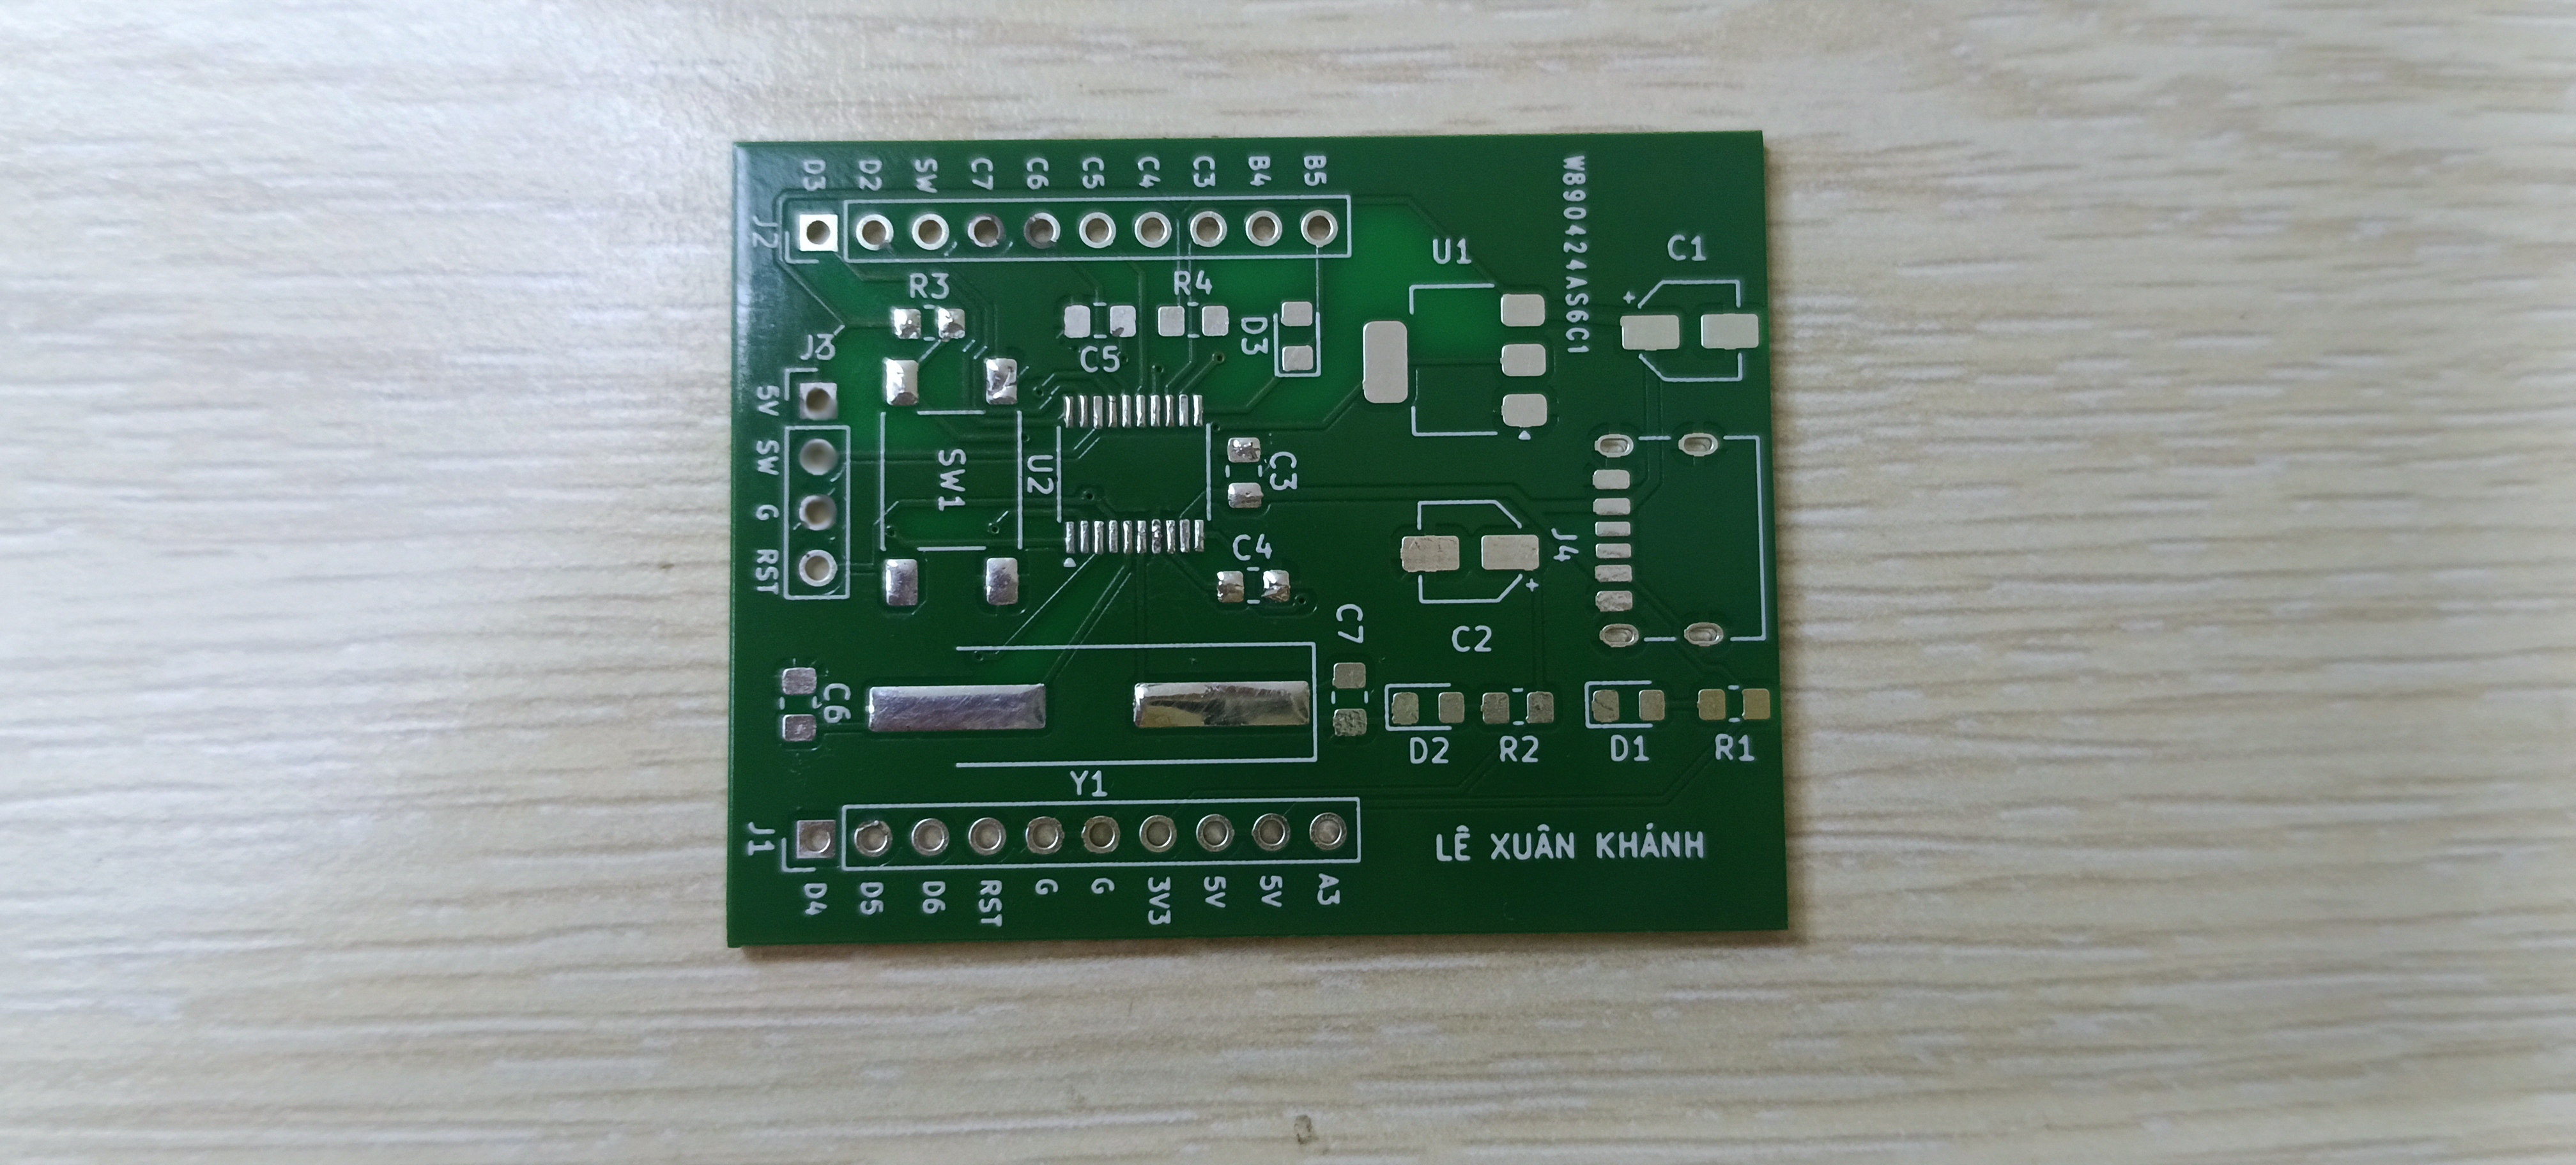 D3 D2 SW C7 C6 C5 C4 C3 B4 B5
J2
W890424AS6C1
U1
C1
R3
R4
D3
C5
J3
5V
SW
G
RST
SW1
U2
C3
C4
J4
C2
C7
C6
D2
R2
D1
R1
Y1
J1
LÊ XUÂN KHÁNH
D4 D5 D6 RST G G 3V3 5V 5V A3